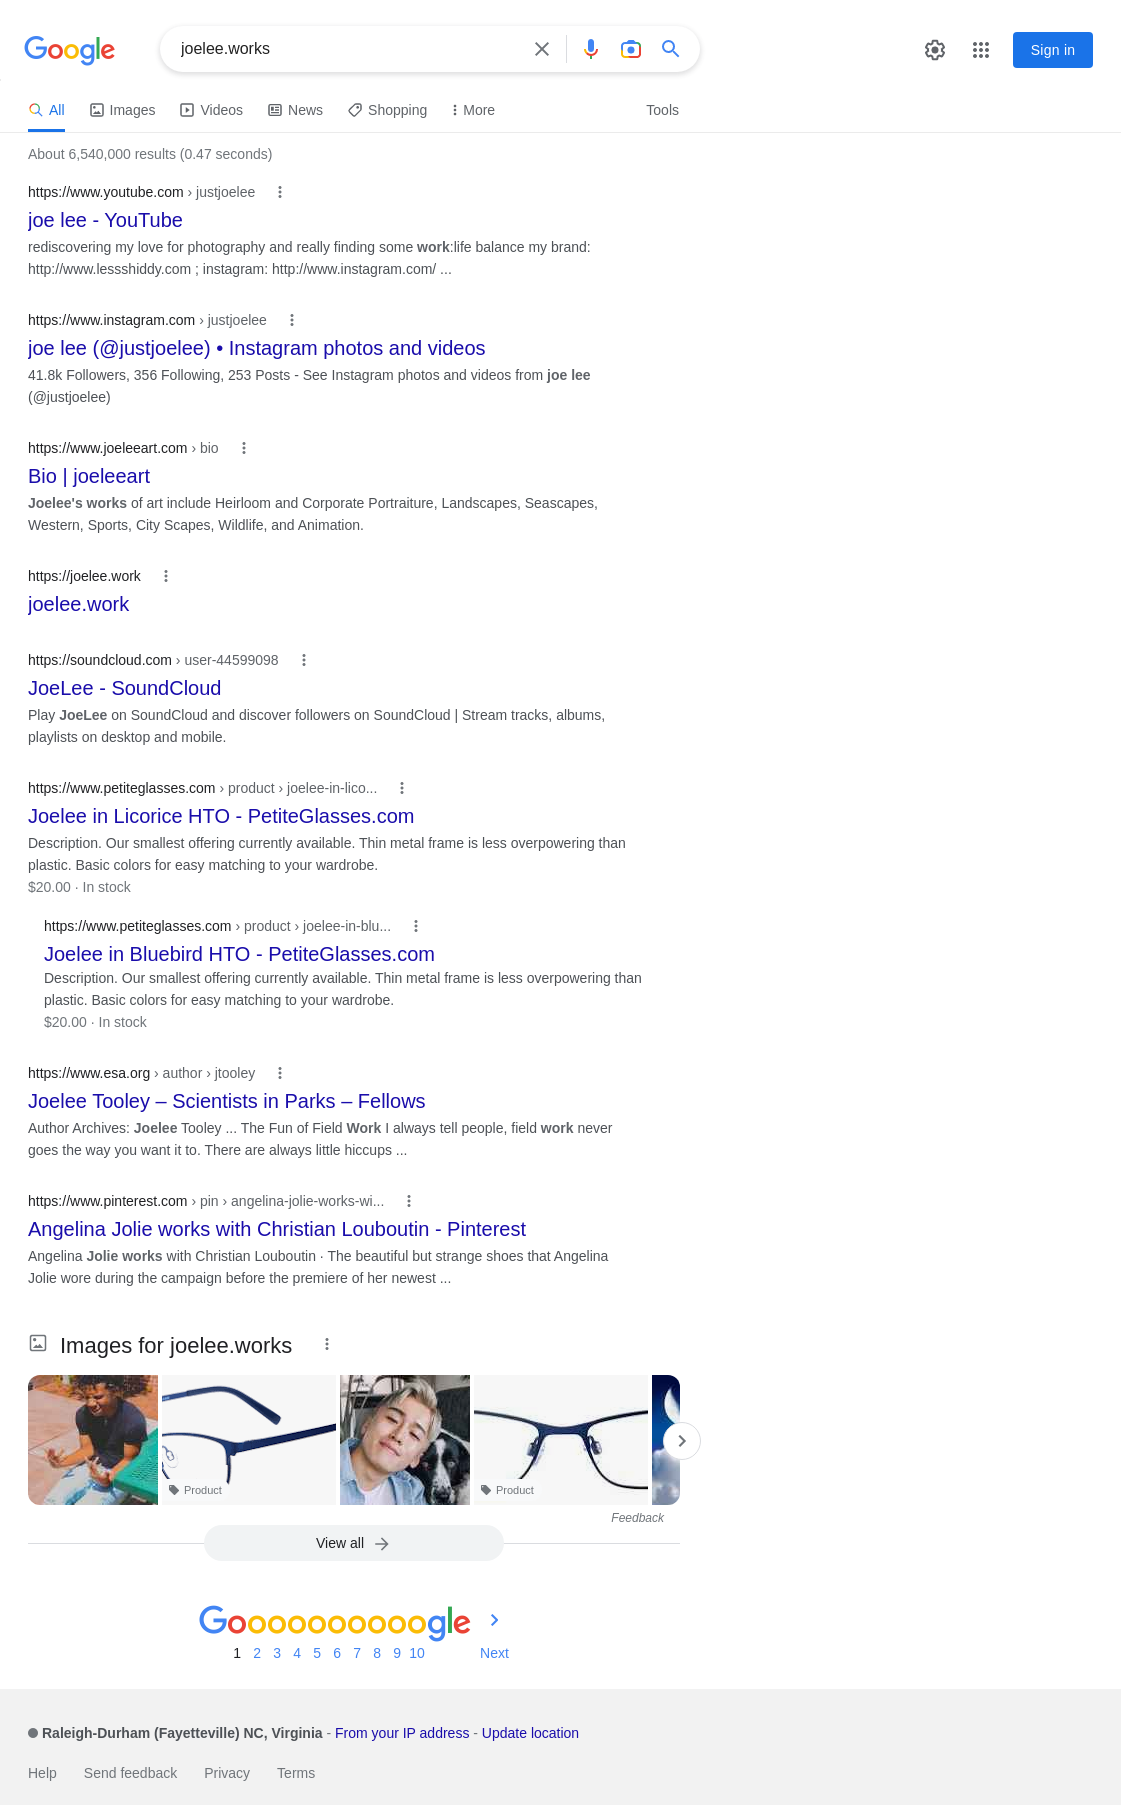 Google
joelee.works
Sign in
All
Images
Videos
News
Shopping
More
Tools
About 6,540,000 results (0.47 seconds)
https://www.youtube.com › justjoelee
joe lee - YouTube
rediscovering my love for photography and really finding some work:life balance my brand:
http://www.lessshiddy.com ; instagram: http://www.instagram.com/ ...
https://www.instagram.com › justjoelee
joe lee (@justjoelee) • Instagram photos and videos
41.8k Followers, 356 Following, 253 Posts - See Instagram photos and videos from joe lee
(@justjoelee)
https://www.joeleeart.com › bio
Bio | joeleeart
Joelee's works of art include Heirloom and Corporate Portraiture, Landscapes, Seascapes,
Western, Sports, City Scapes, Wildlife, and Animation.
https://joelee.work
joelee.work
https://soundcloud.com › user-44599098
JoeLee - SoundCloud
Play JoeLee on SoundCloud and discover followers on SoundCloud | Stream tracks, albums,
playlists on desktop and mobile.
https://www.petiteglasses.com › product › joelee-in-lico...
Joelee in Licorice HTO - PetiteGlasses.com
Description. Our smallest offering currently available. Thin metal frame is less overpowering than
plastic. Basic colors for easy matching to your wardrobe.
$20.00 · In stock
https://www.petiteglasses.com › product › joelee-in-blu...
Joelee in Bluebird HTO - PetiteGlasses.com
Description. Our smallest offering currently available. Thin metal frame is less overpowering than
plastic. Basic colors for easy matching to your wardrobe.
$20.00 · In stock
https://www.esa.org › author › jtooley
Joelee Tooley – Scientists in Parks – Fellows
Author Archives: Joelee Tooley ... The Fun of Field Work I always tell people, field work never
goes the way you want it to. There are always little hiccups ...
https://www.pinterest.com › pin › angelina-jolie-works-wi...
Angelina Jolie works with Christian Louboutin - Pinterest
Angelina Jolie works with Christian Louboutin · The beautiful but strange shoes that Angelina
Jolie wore during the campaign before the premiere of her newest ...
Images for joelee.works
Product
Product
Feedback
View all
Goooooooooogle
1 2 3 4 5 6 7 8 9 10 Next
Raleigh-Durham (Fayetteville) NC, Virginia - From your IP address - Update location
Help Send feedback Privacy Terms